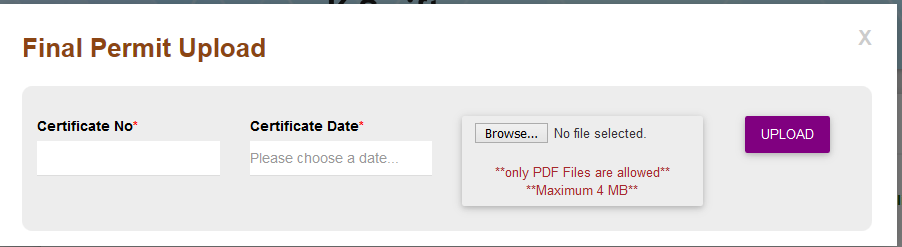 Final Permit Upload
X
Certificate No*
Certificate Date*
Please choose a date...
Browse... No file selected.
**only PDF Files are allowed**
**Maximum 4 MB**
UPLOAD